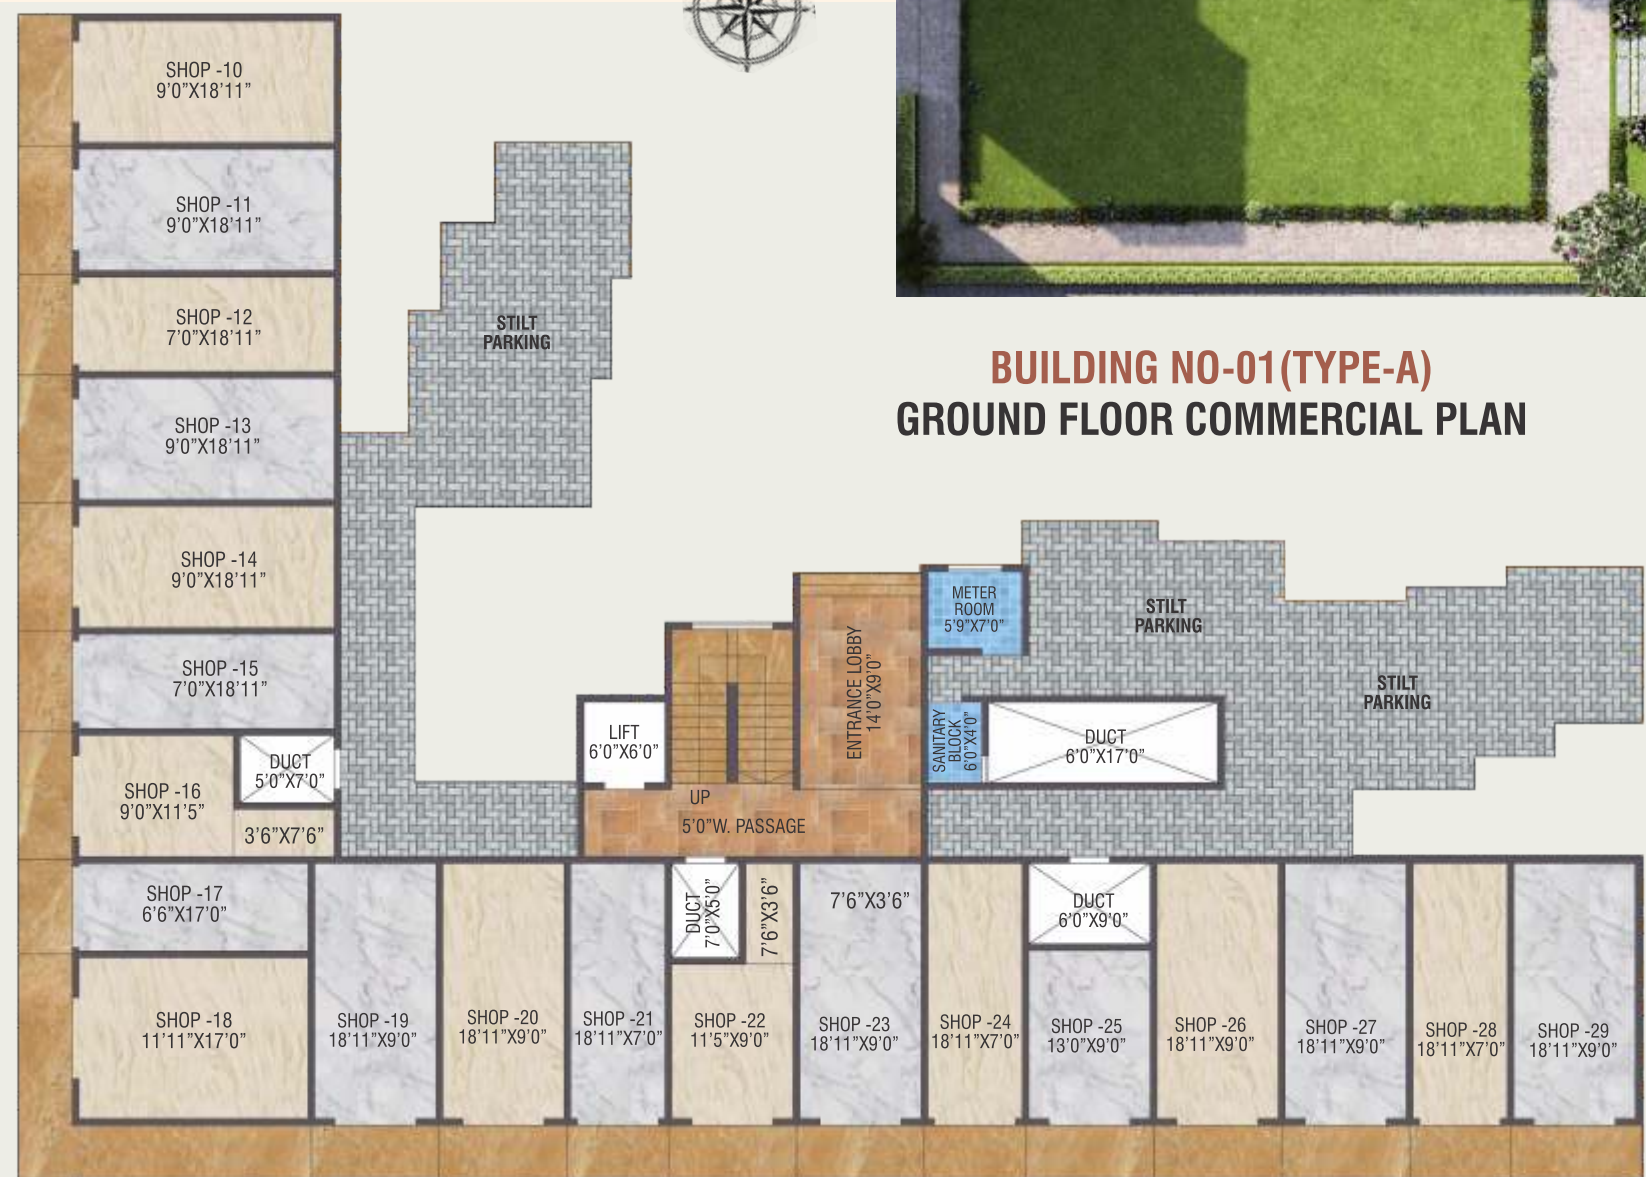 BUILDING NO-01(TYPE-A)
GROUND FLOOR COMMERCIAL PLAN
SHOP -10
9'0"X18'11"
SHOP -11
9'0"X18'11"
SHOP -12
7'0"X18'11"
SHOP -13
9'0"X18'11"
SHOP -14
9'0"X18'11"
SHOP -15
7'0"X18'11"
SHOP -16
9'0"X11'5"
DUCT
5'0"X7'0"
3'6"X7'6"
STILT
PARKING
LIFT
6'0"X6'0"
UP
5'0"W. PASSAGE
ENTRANCE LOBBY
14'0"X9'0"
METER
ROOM
5'9"X7'0"
SANITARY
BLOCK
6'0"X4'0"
DUCT
6'0"X17'0"
STILT
PARKING
STILT
PARKING
SHOP -17
6'6"X17'0"
SHOP -18
11'11"X17'0"
SHOP -19
18'11"X9'0"
SHOP -20
18'11"X9'0"
SHOP -21
18'11"X7'0"
DUCT
7'0"X5'0"
7'6"X3'6"
SHOP -22
11'5"X9'0"
7'6"X3'6"
SHOP -23
18'11"X9'0"
SHOP -24
18'11"X7'0"
DUCT
6'0"X9'0"
SHOP -25
13'0"X9'0"
SHOP -26
18'11"X9'0"
SHOP -27
18'11"X9'0"
SHOP -28
18'11"X7'0"
SHOP -29
18'11"X9'0"